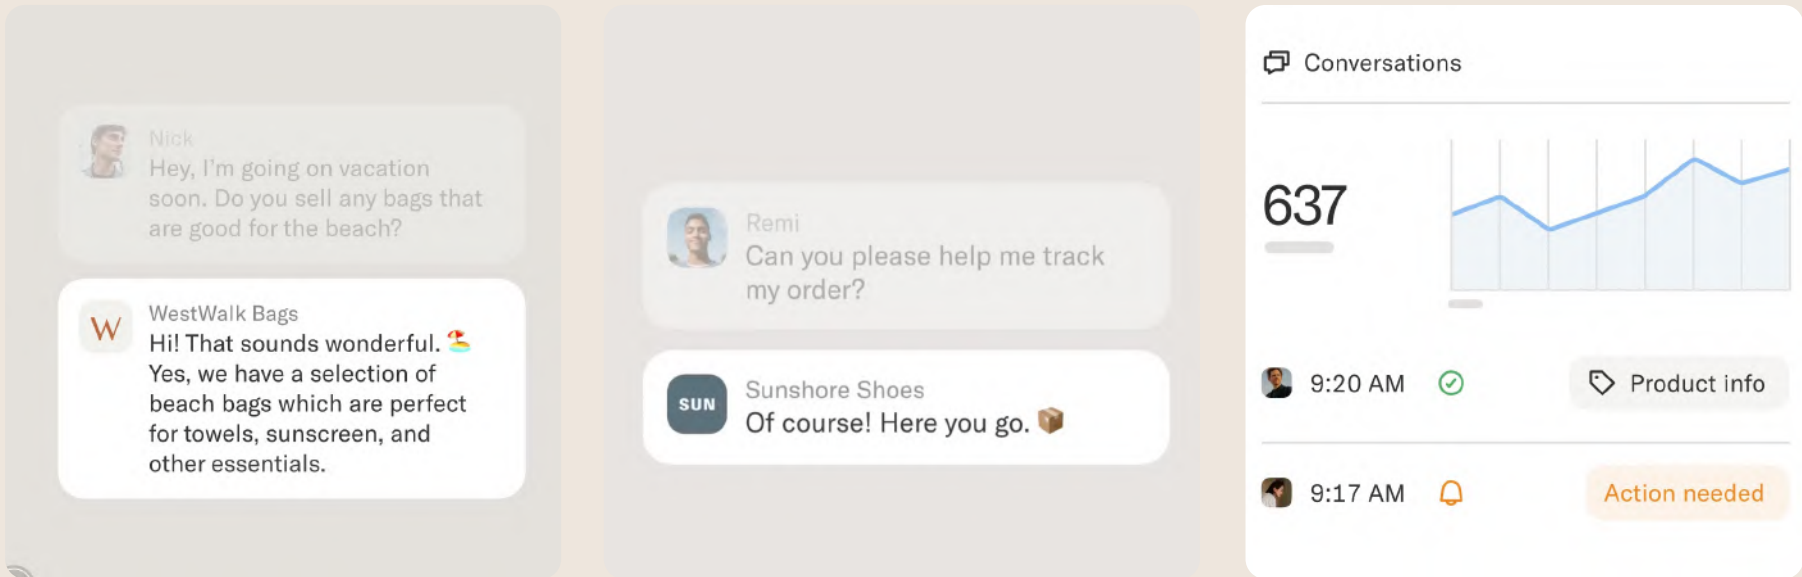 Nick
Hey, I'm going on vacation
soon. Do you sell any bags that
are good for the beach?
W
WestWalk Bags
Hi! That sounds wonderful. 🏖️
Yes, we have a selection of
beach bags which are perfect
for towels, sunscreen, and
other essentials.
Remi
Can you please help me track
my order?
SUN
Sunshore Shoes
Of course! Here you go. 📦
Conversations
637
9:20 AM
Product info
9:17 AM
Action needed